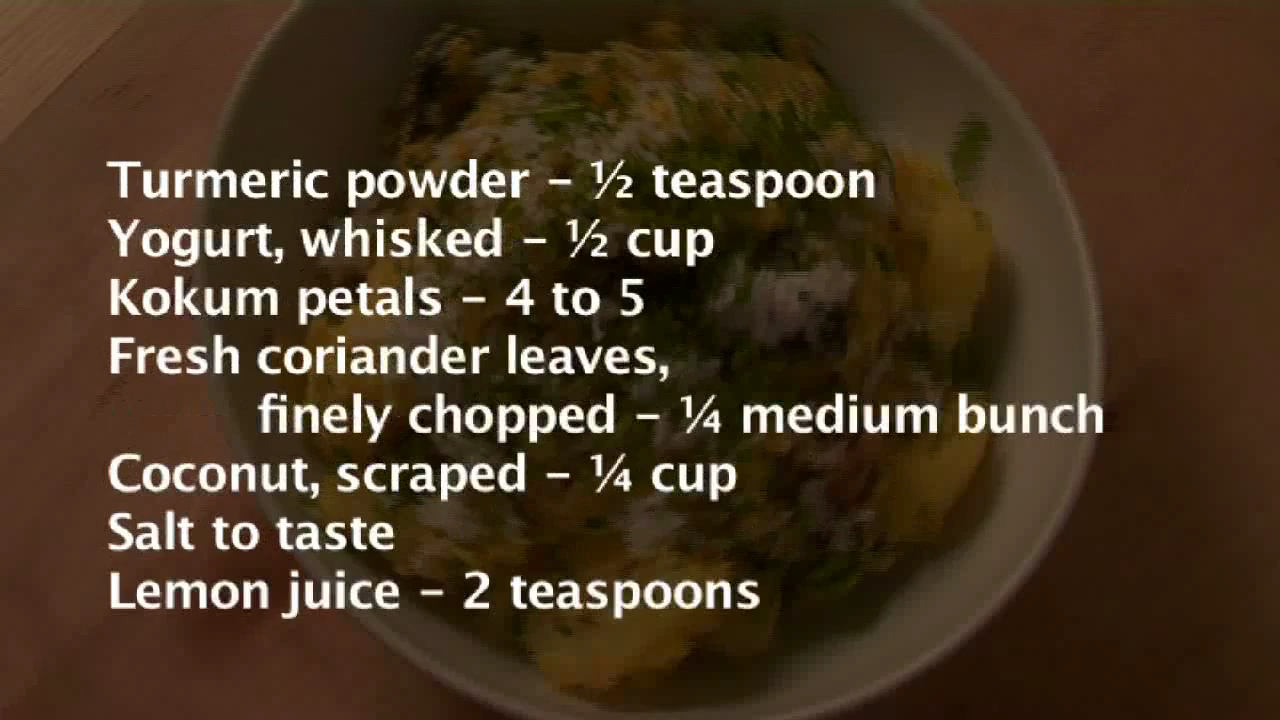 Turmeric powder – ½ teaspoon
Yogurt, whisked – ½ cup
Kokum petals – 4 to 5
Fresh coriander leaves,
finely chopped – ¼ medium bunch
Coconut, scraped – ¼ cup
Salt to taste
Lemon juice – 2 teaspoons